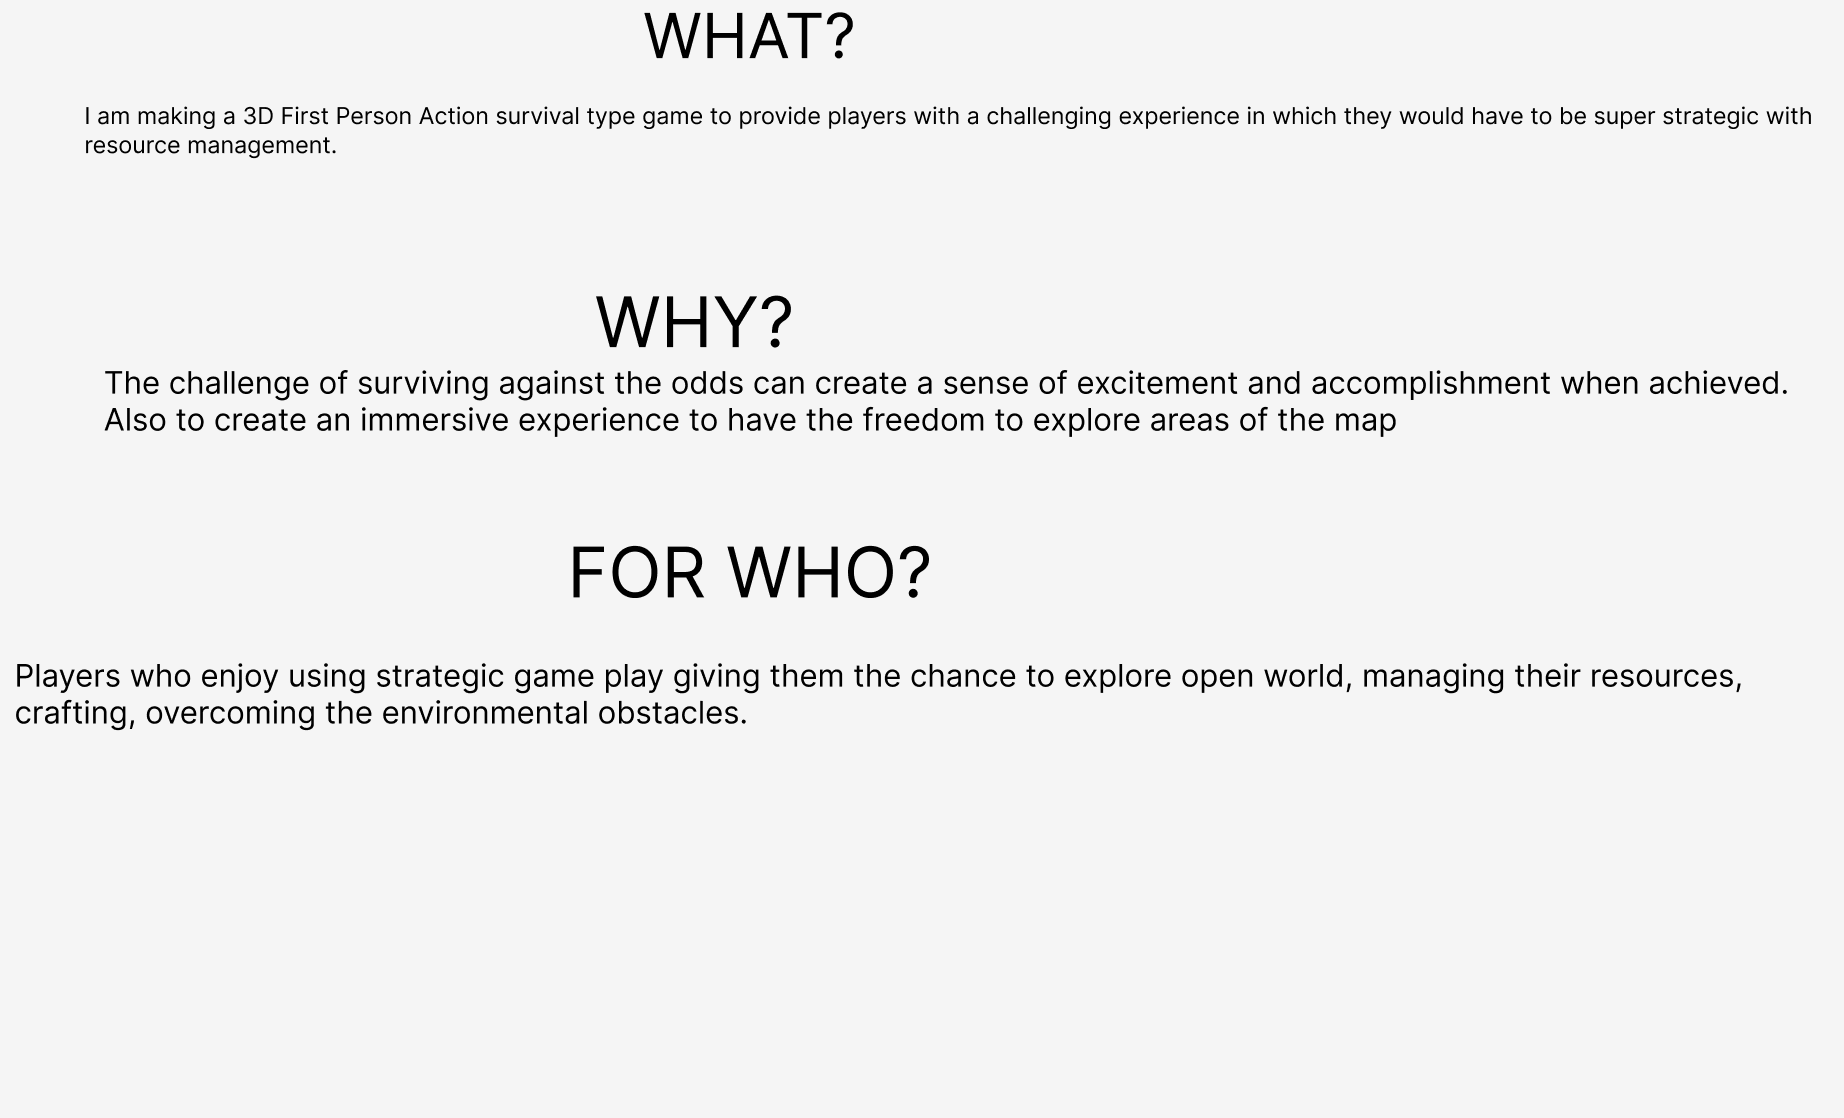 WHAT?
I am making a 3D First Person Action survival type game to provide players with a challenging experience in which they would have to be super strategic with
resource management.
WHY?
The challenge of surviving against the odds can create a sense of excitement and accomplishment when achieved.
Also to create an immersive experience to have the freedom to explore areas of the map
FOR WHO?
Players who enjoy using strategic game play giving them the chance to explore open world, managing their resources,
crafting, overcoming the environmental obstacles.